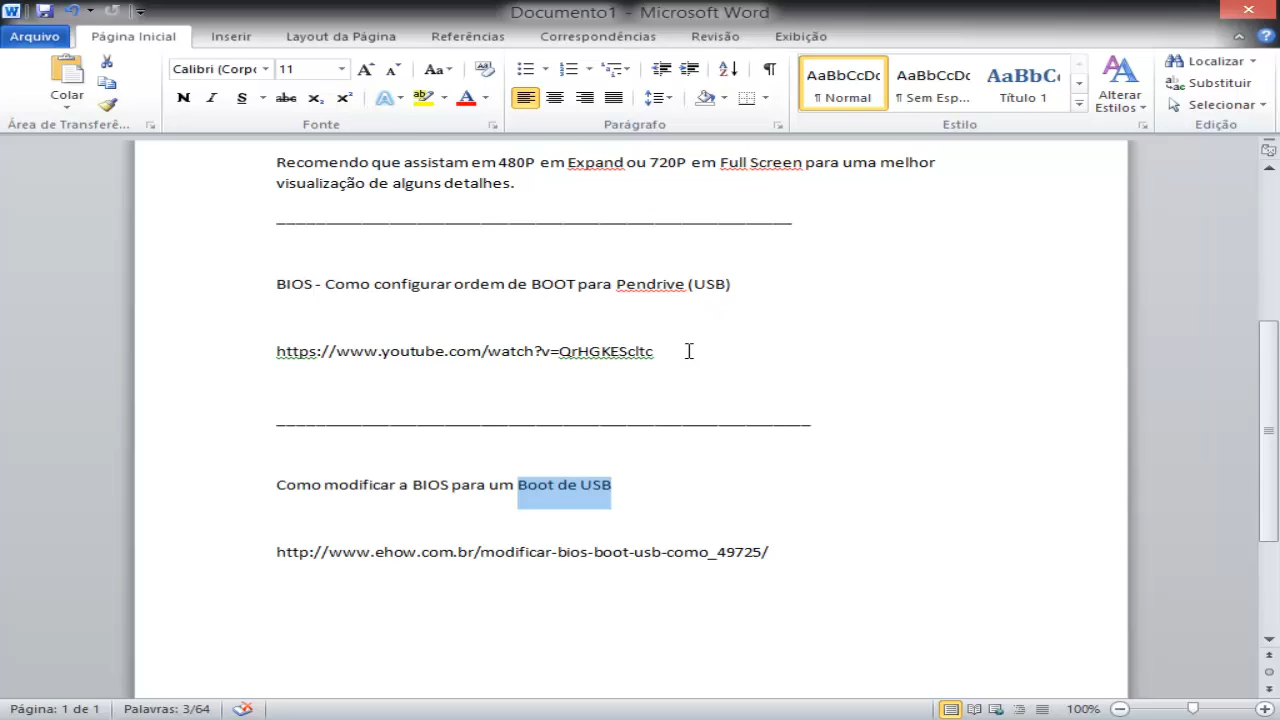 Documento1 - Microsoft Word
Arquivo Página Inicial Inserir Layout da Página Referências Correspondências Revisão Exibição
Colar
Calibri (Corpo 11
AaBbCcDc AaBbCcDc AaBbCc
¶ Normal ¶ Sem Esp... Título 1
Alterar Estilos
Localizar
Substituir
Selecionar
Área de Transferê... Fonte Parágrafo Estilo Edição
Recomendo que assistam em 480P em Expand ou 720P em Full Screen para uma melhor
visualização de alguns detalhes.
BIOS - Como configurar ordem de BOOT para Pendrive (USB)
https://www.youtube.com/watch?v=QrHGKEScltc
Como modificar a BIOS para um Boot de USB
http://www.ehow.com.br/modificar-bios-boot-usb-como_49725/
Página: 1 de 1 Palavras: 3/64 100%